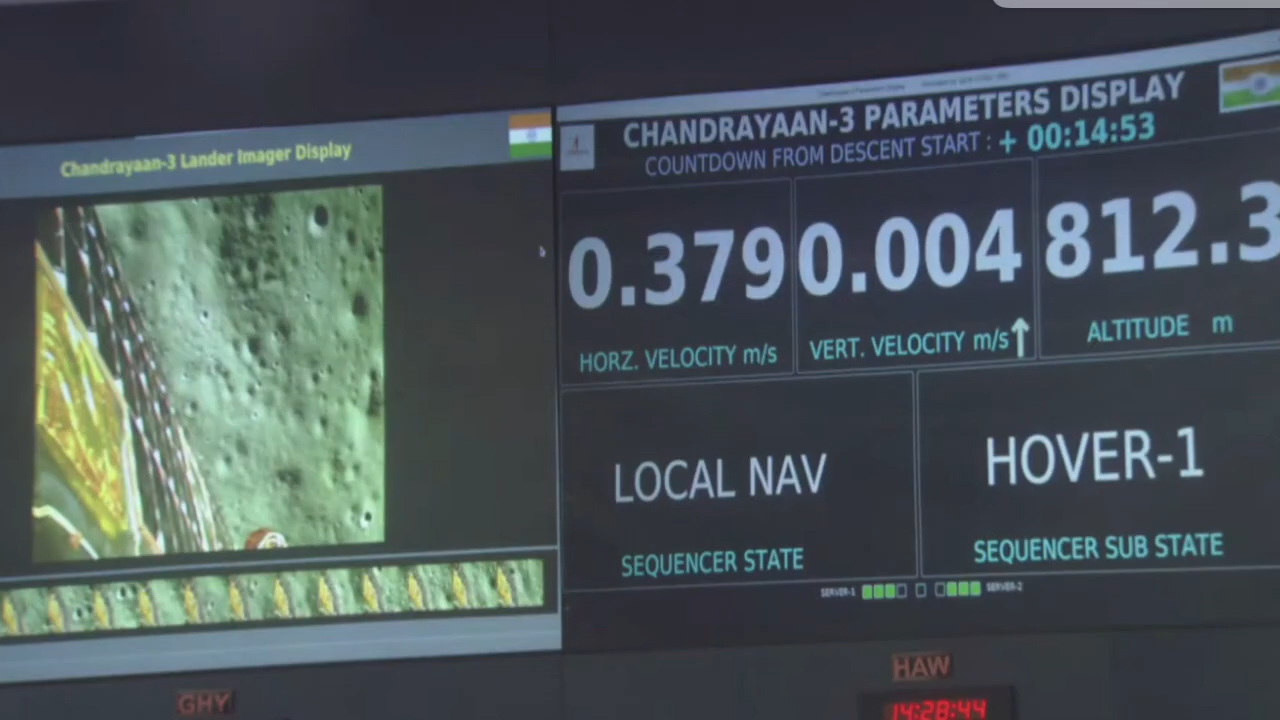 Chandrayaan-3 Lander Imager Display
CHANDRAYAAN-3 PARAMETERS DISPLAY
COUNTDOWN FROM DESCENT START : + 00:14:53
0.379
HORZ. VELOCITY m/s
0.004
VERT. VELOCITY m/s↑
812.3
ALTITUDE m
LOCAL NAV
SEQUENCER STATE
HOVER-1
SEQUENCER SUB STATE
SERVER-1
SERVER-2
GHY
HAW
14:28:44